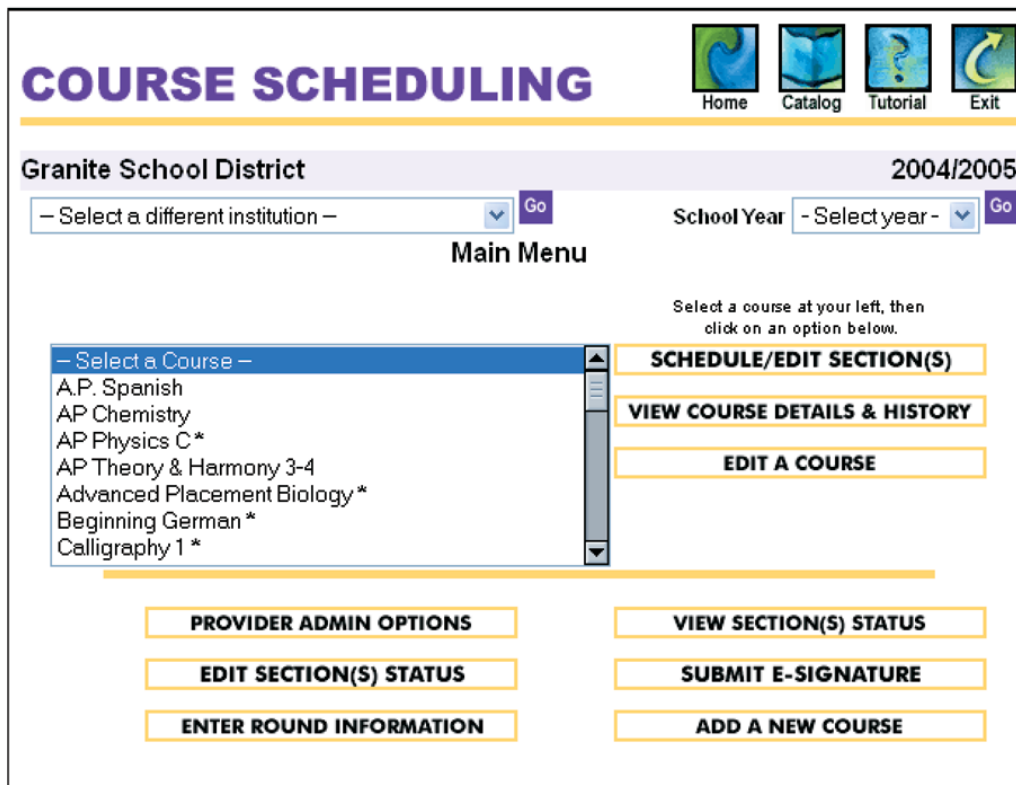 COURSE SCHEDULING
Home Catalog Tutorial Exit
Granite School District 2004/2005
– Select a different institution – Go School Year - Select year - Go
Main Menu
Select a course at your left, then
click on an option below.
– Select a Course –
A.P. Spanish
AP Chemistry
AP Physics C *
AP Theory & Harmony 3-4
Advanced Placement Biology *
Beginning German *
Calligraphy 1 *
SCHEDULE/EDIT SECTION(S)
VIEW COURSE DETAILS & HISTORY
EDIT A COURSE
PROVIDER ADMIN OPTIONS VIEW SECTION(S) STATUS
EDIT SECTION(S) STATUS SUBMIT E-SIGNATURE
ENTER ROUND INFORMATION ADD A NEW COURSE